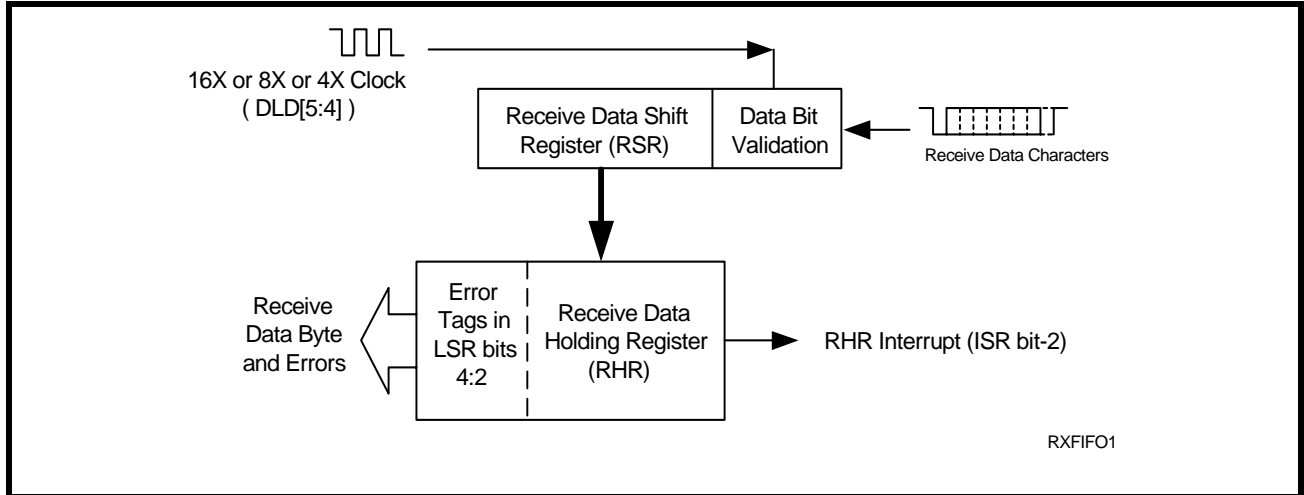 16X or 8X or 4X Clock
( DLD[5:4] )
Receive Data Shift
Register (RSR)
Data Bit
Validation
Receive Data Characters
Receive
Data Byte
and Errors
Error
Tags in
LSR bits
4:2
Receive Data
Holding Register
(RHR)
RHR Interrupt (ISR bit-2)
RXFIFO1